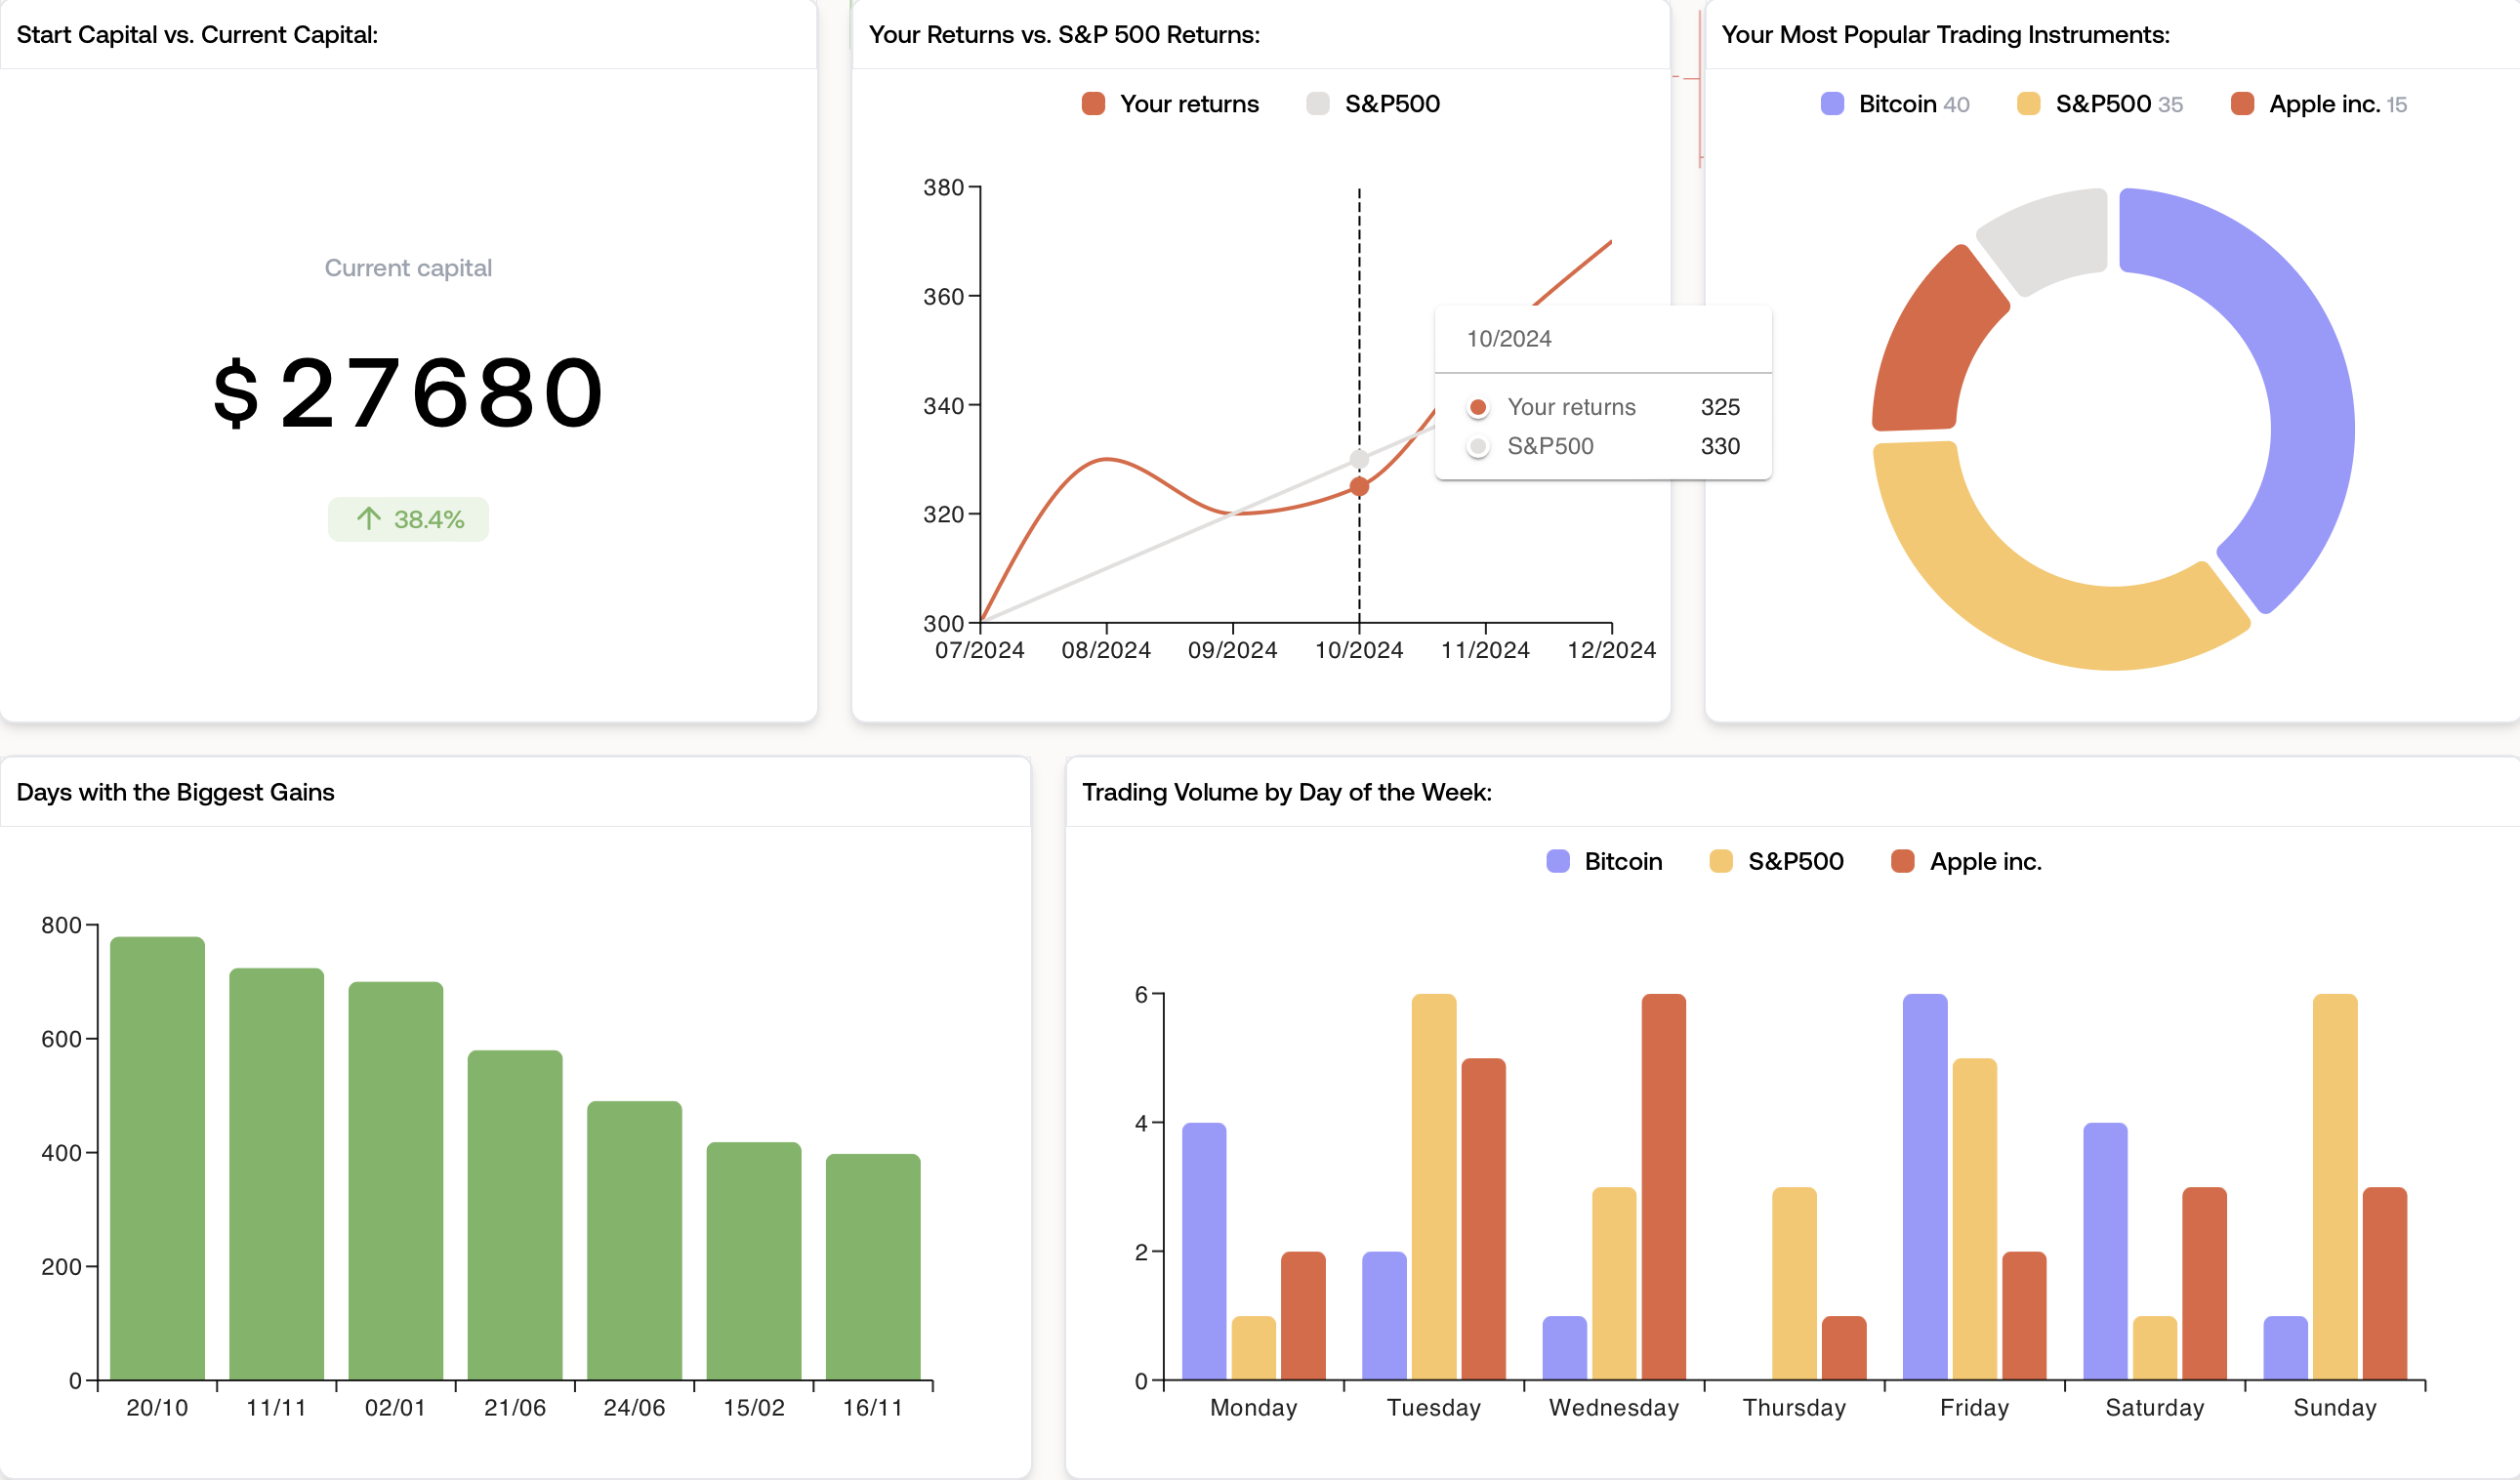 Start Capital vs. Current Capital:
Current capital
$27680
38.4%
Your Returns vs. S&P 500 Returns:
Your returns S&P500
380
360
340
320
300
07/2024 08/2024 09/2024 10/2024 11/2024 12/2024
10/2024
Your returns 325
S&P500 330
Your Most Popular Trading Instruments:
Bitcoin 40 S&P500 35 Apple inc. 15
Days with the Biggest Gains
800
600
400
200
0
20/10 11/11 02/01 21/06 24/06 15/02 16/11
Trading Volume by Day of the Week:
Bitcoin S&P500 Apple inc.
6
4
2
0
Monday Tuesday Wednesday Thursday Friday Saturday Sunday